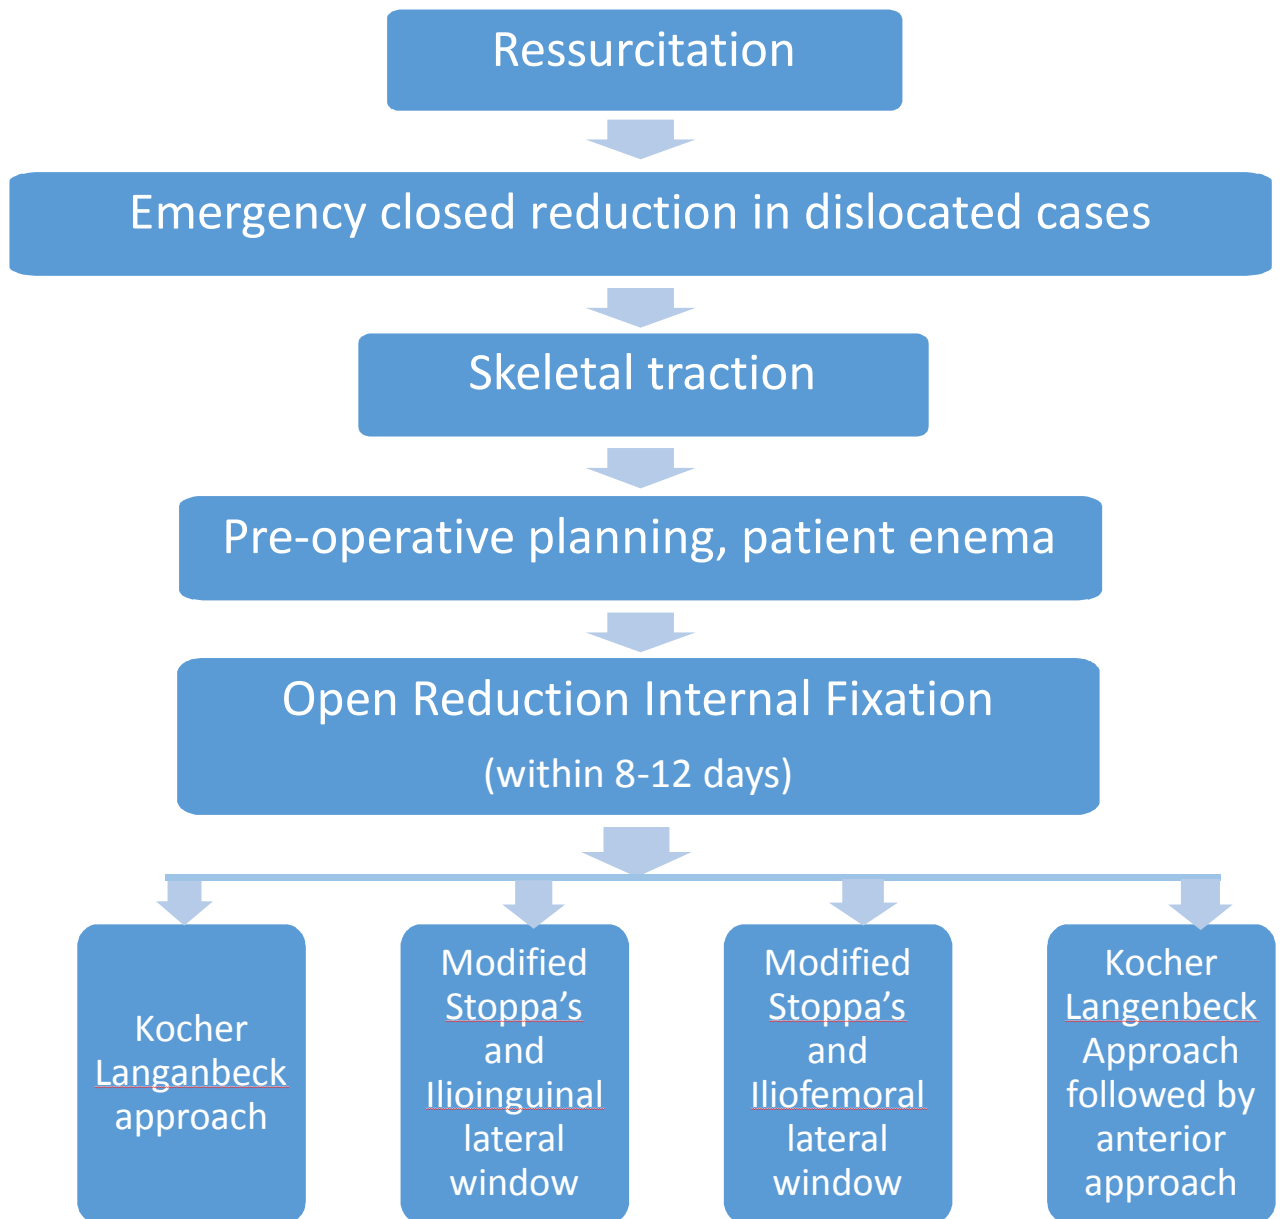 Ressurcitation
Emergency closed reduction in dislocated cases
Skeletal traction
Pre-operative planning, patient enema
Open Reduction Internal Fixation
(within 8-12 days)
Kocher
Langanbeck
approach
Modified
Stoppa’s
and
Ilioinguinal
lateral
window
Modified
Stoppa’s
and
Iliofemoral
lateral
window
Kocher
Langenbeck
Approach
followed by
anterior
approach